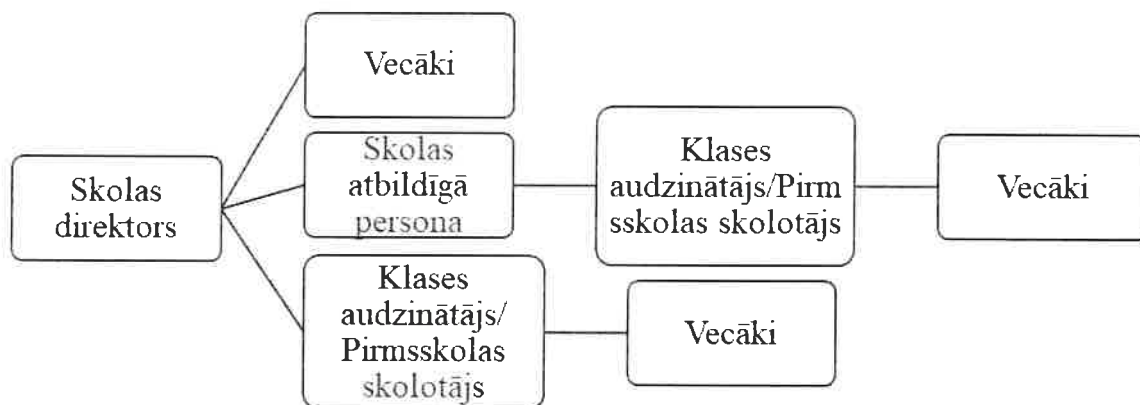 Skolas
direktors
Vecāki
Skolas
atbildīgā
persona
Klases
audzinātājs/Pirm
sskolas skolotājs
Vecāki
Klases
audzinātājs/
Pirmsskolas
skolotājs
Vecāki